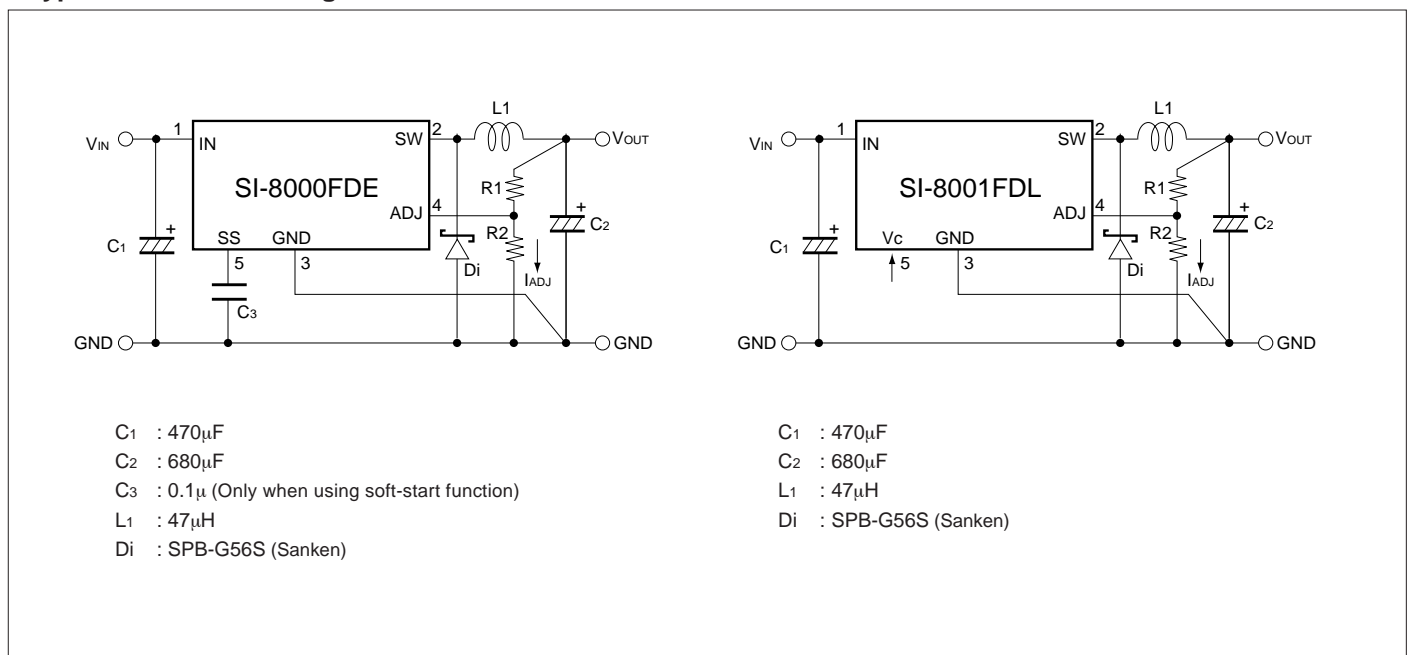 VIN
1
IN
SW
2
L1
VOUT
SI-8000FDE
R1
ADJ
4
C1
+
SS
GND
5
3
R2
IADJ
+
C2
Di
C3
GND
GND
C1 : 470μF
C2 : 680μF
C3 : 0.1μ (Only when using soft-start function)
L1 : 47μH
Di : SPB-G56S (Sanken)
VIN
1
IN
SW
2
L1
VOUT
SI-8001FDL
R1
ADJ
4
C1
+
Vc
GND
5
3
R2
IADJ
+
C2
Di
GND
GND
C1 : 470μF
C2 : 680μF
L1 : 47μH
Di : SPB-G56S (Sanken)